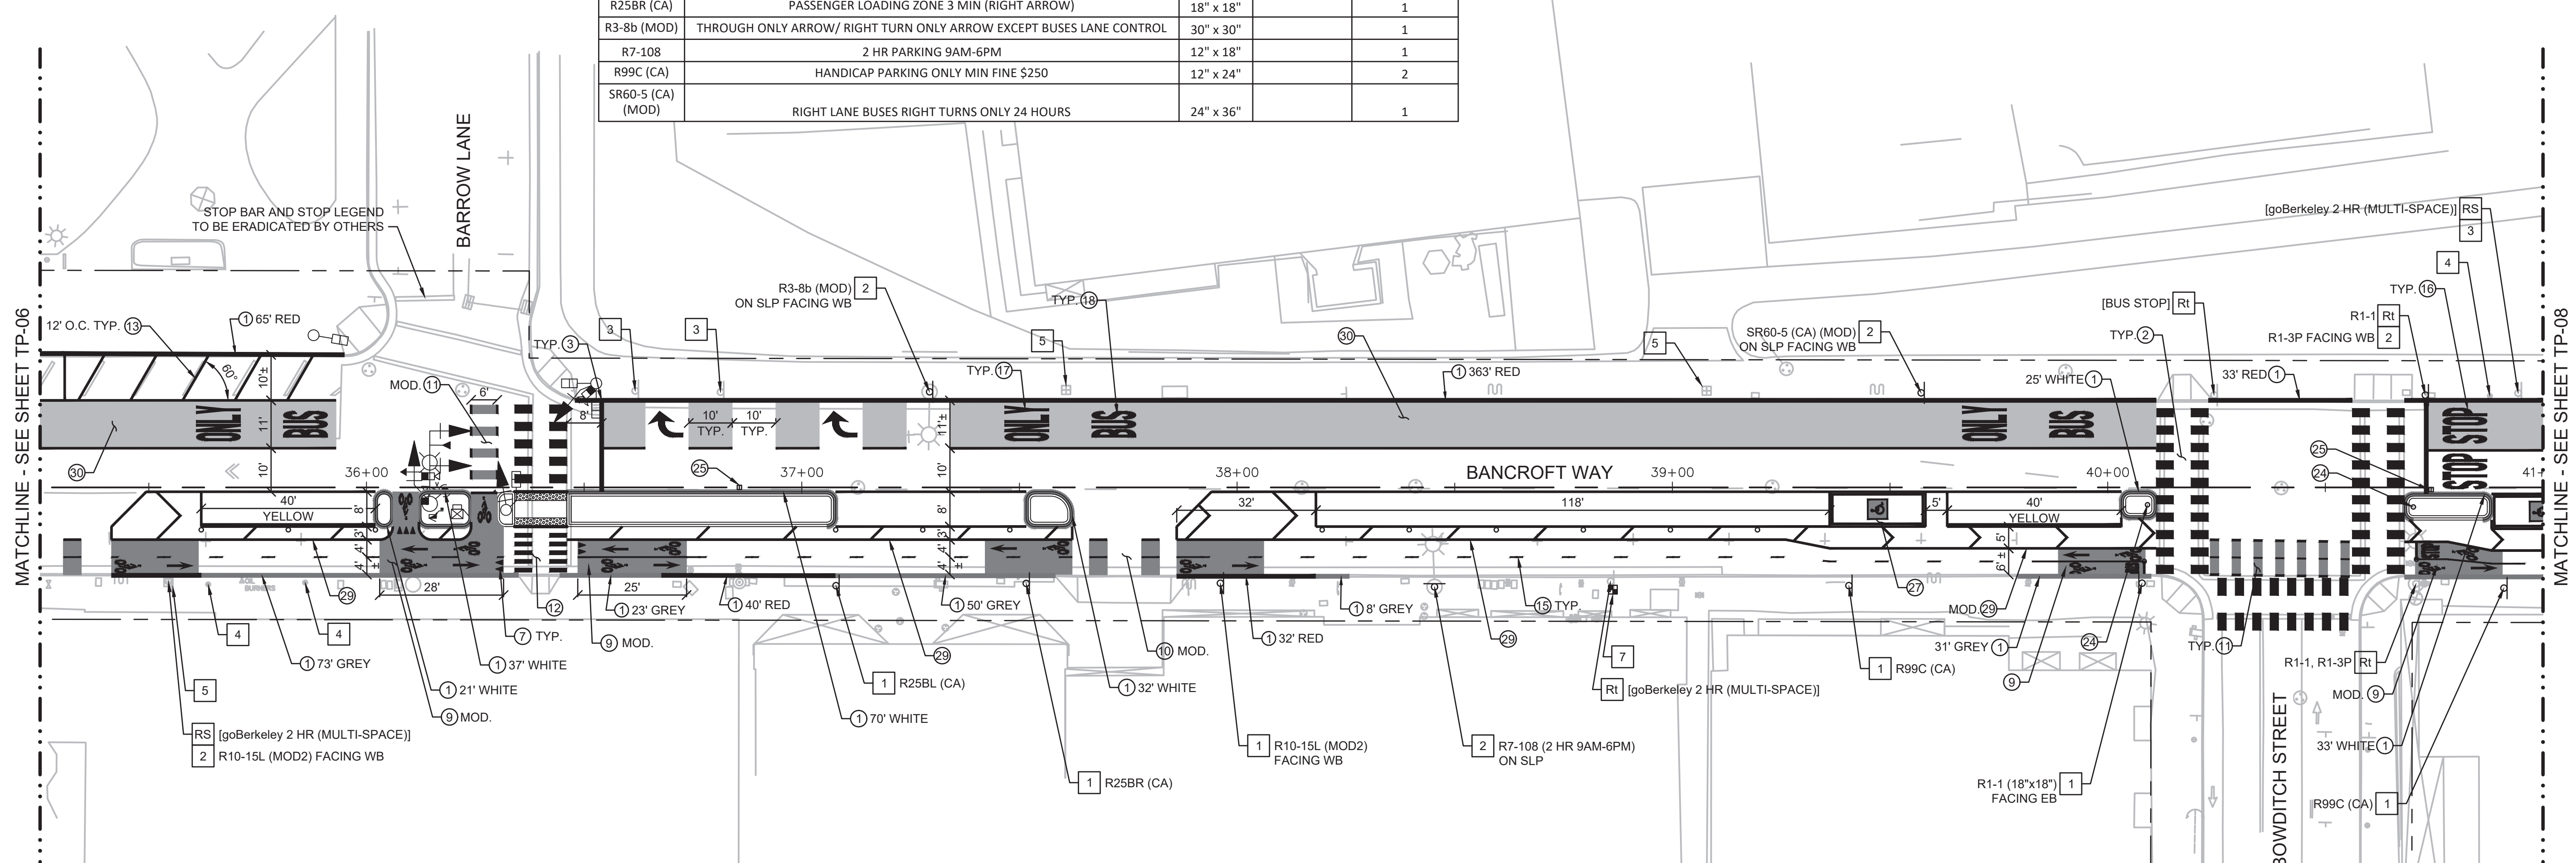 R25BR (CA) PASSENGER LOADING ZONE 3 MIN (RIGHT ARROW) 18" x 18" 1
R3-8b (MOD) THROUGH ONLY ARROW/ RIGHT TURN ONLY ARROW EXCEPT BUSES LANE CONTROL 30" x 30" 1
R7-108 2 HR PARKING 9AM-6PM 12" x 18" 1
R99C (CA) HANDICAP PARKING ONLY MIN FINE $250 12" x 24" 2
SR60-5 (CA)
(MOD) RIGHT LANE BUSES RIGHT TURNS ONLY 24 HOURS 24" x 36" 1
MATCHLINE - SEE SHEET TP-06
BARROW LANE
STOP BAR AND STOP LEGEND
TO BE ERADICATED BY OTHERS
[goBerkeley 2 HR (MULTI-SPACE)] RS
3
4
TYP. 16
R3-8b (MOD) 2
ON SLP FACING WB
TYP. 18
[BUS STOP] Rt
R1-1 Rt
R1-3P FACING WB 2
12' O.C. TYP. 13
1 65' RED
3
3
TYP. 3
5
30
5
SR60-5 (CA) (MOD) 2
ON SLP FACING WB
TYP. 2
60°
10'±
MOD. 11
6'
TYP. 17
1 363' RED
25' WHITE 1
33' RED 1
ONLY
BUS
11'
8'
10'
TYP.
10'
TYP.
11'±
ONLY
BUS
ONLY
BUS
STOP
STOP
STOP
30
10'
36+00
25
37+00
10'
38+00
BANCROFT WAY
39+00
40+00
25
24
41+
40'
YELLOW
8'
8'
32'
118'
5'
40'
YELLOW
3'
4'
4'
±
3'
4'
4'
±
5'
6' ±
28'
29
25'
12
1 23' GREY
1 40' RED
1 50' GREY
1 8' GREY
15 TYP.
27
MOD. 29
4
4
7 TYP.
9 MOD.
29
1 32' RED
10 MOD.
29
31' GREY 1
24
TYP. 11
1 73' GREY
1 37' WHITE
7
1 R99C (CA)
9
R1-1, R1-3P Rt
5
1 21' WHITE
1 R25BL (CA)
1 32' WHITE
Rt [goBerkeley 2 HR (MULTI-SPACE)]
MOD. 9
9 MOD.
1 70' WHITE
RS [goBerkeley 2 HR (MULTI-SPACE)]
2 R10-15L (MOD2) FACING WB
1 R10-15L (MOD2)
FACING WB
2 R7-108 (2 HR 9AM-6PM)
ON SLP
33' WHITE 1
1 R25BR (CA)
R1-1 (18"x18") 1
FACING EB
R99C (CA) 1
BOWDITCH STREET
MATCHLINE - SEE SHEET TP-08